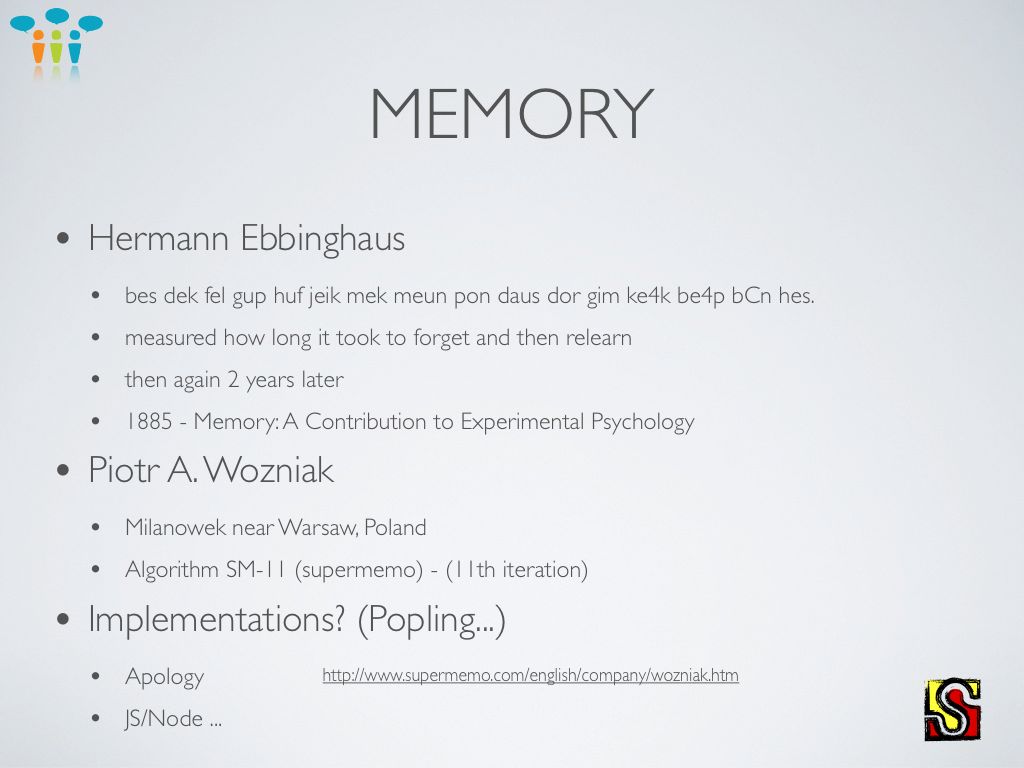 MEMORY
• Hermann Ebbinghaus
• bes dek fel gup huf jeik mek meun pon daus dor gim ke4k be4p bCn hes.
• measured how long it took to forget and then relearn
• then again 2 years later
• 1885 - Memory: A Contribution to Experimental Psychology
• Piotr A. Wozniak
• Milanowek near Warsaw, Poland
• Algorithm SM-11 (supermemo) - (11th iteration)
• Implementations? (Popling...)
• Apology http://www.supermemo.com/english/company/wozniak.htm
• JS/Node ...
S